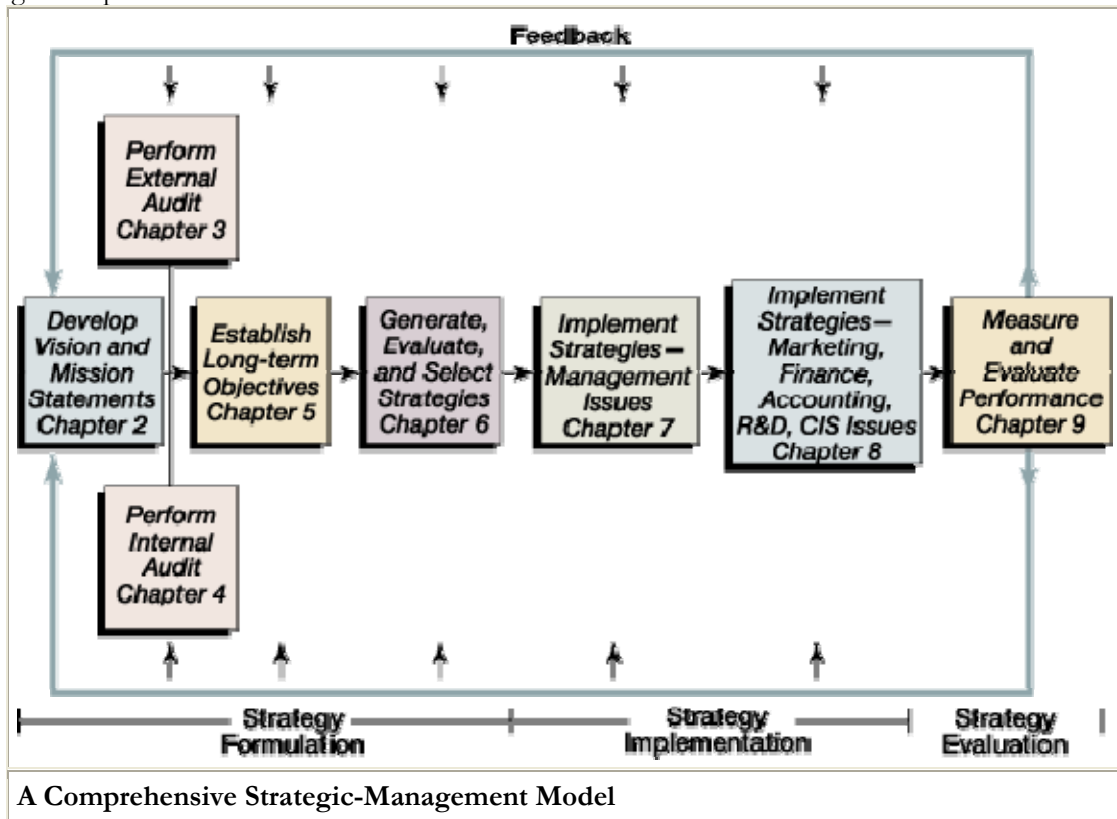 Feedback
Perform
External
Audit
Chapter 3
Develop
Vision and
Mission
Statements
Chapter 2
Establish
Long-term
Objectives
Chapter 5
Generate,
Evaluate,
and Select
Strategies
Chapter 6
Implement
Strategies—
Management
Issues
Chapter 7
Implement
Strategies—
Marketing,
Finance,
Accounting,
R&D, CIS Issues
Chapter 8
Measure
and
Evaluate
Performance
Chapter 9
Perform
Internal
Audit
Chapter 4
Strategy
Formulation
Strategy
Implementation
Strategy
Evaluation
A Comprehensive Strategic-Management Model